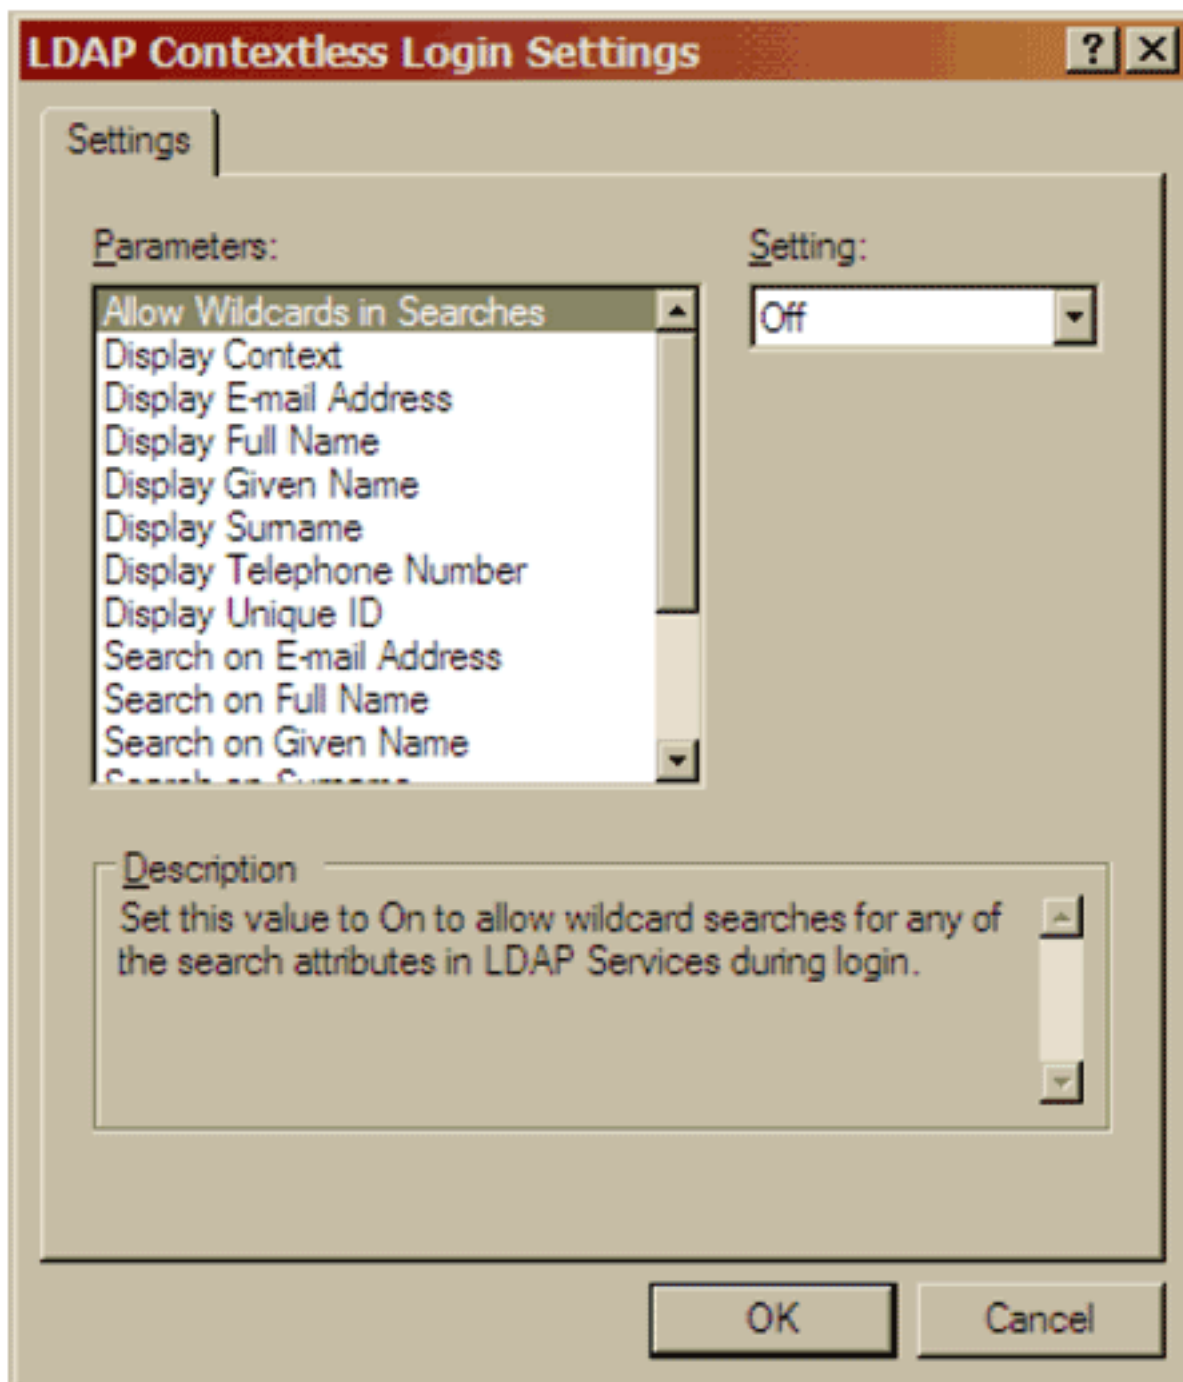 LDAP Contextless Login Settings
Settings
Parameters:
Setting:
Allow Wildcards in Searches
Off
Display Context
Display E-mail Address
Display Full Name
Display Given Name
Display Surname
Display Telephone Number
Display Unique ID
Search on E-mail Address
Search on Full Name
Search on Given Name
Search on Surname
Description
Set this value to On to allow wildcard searches for any of
the search attributes in LDAP Services during login.
OK
Cancel